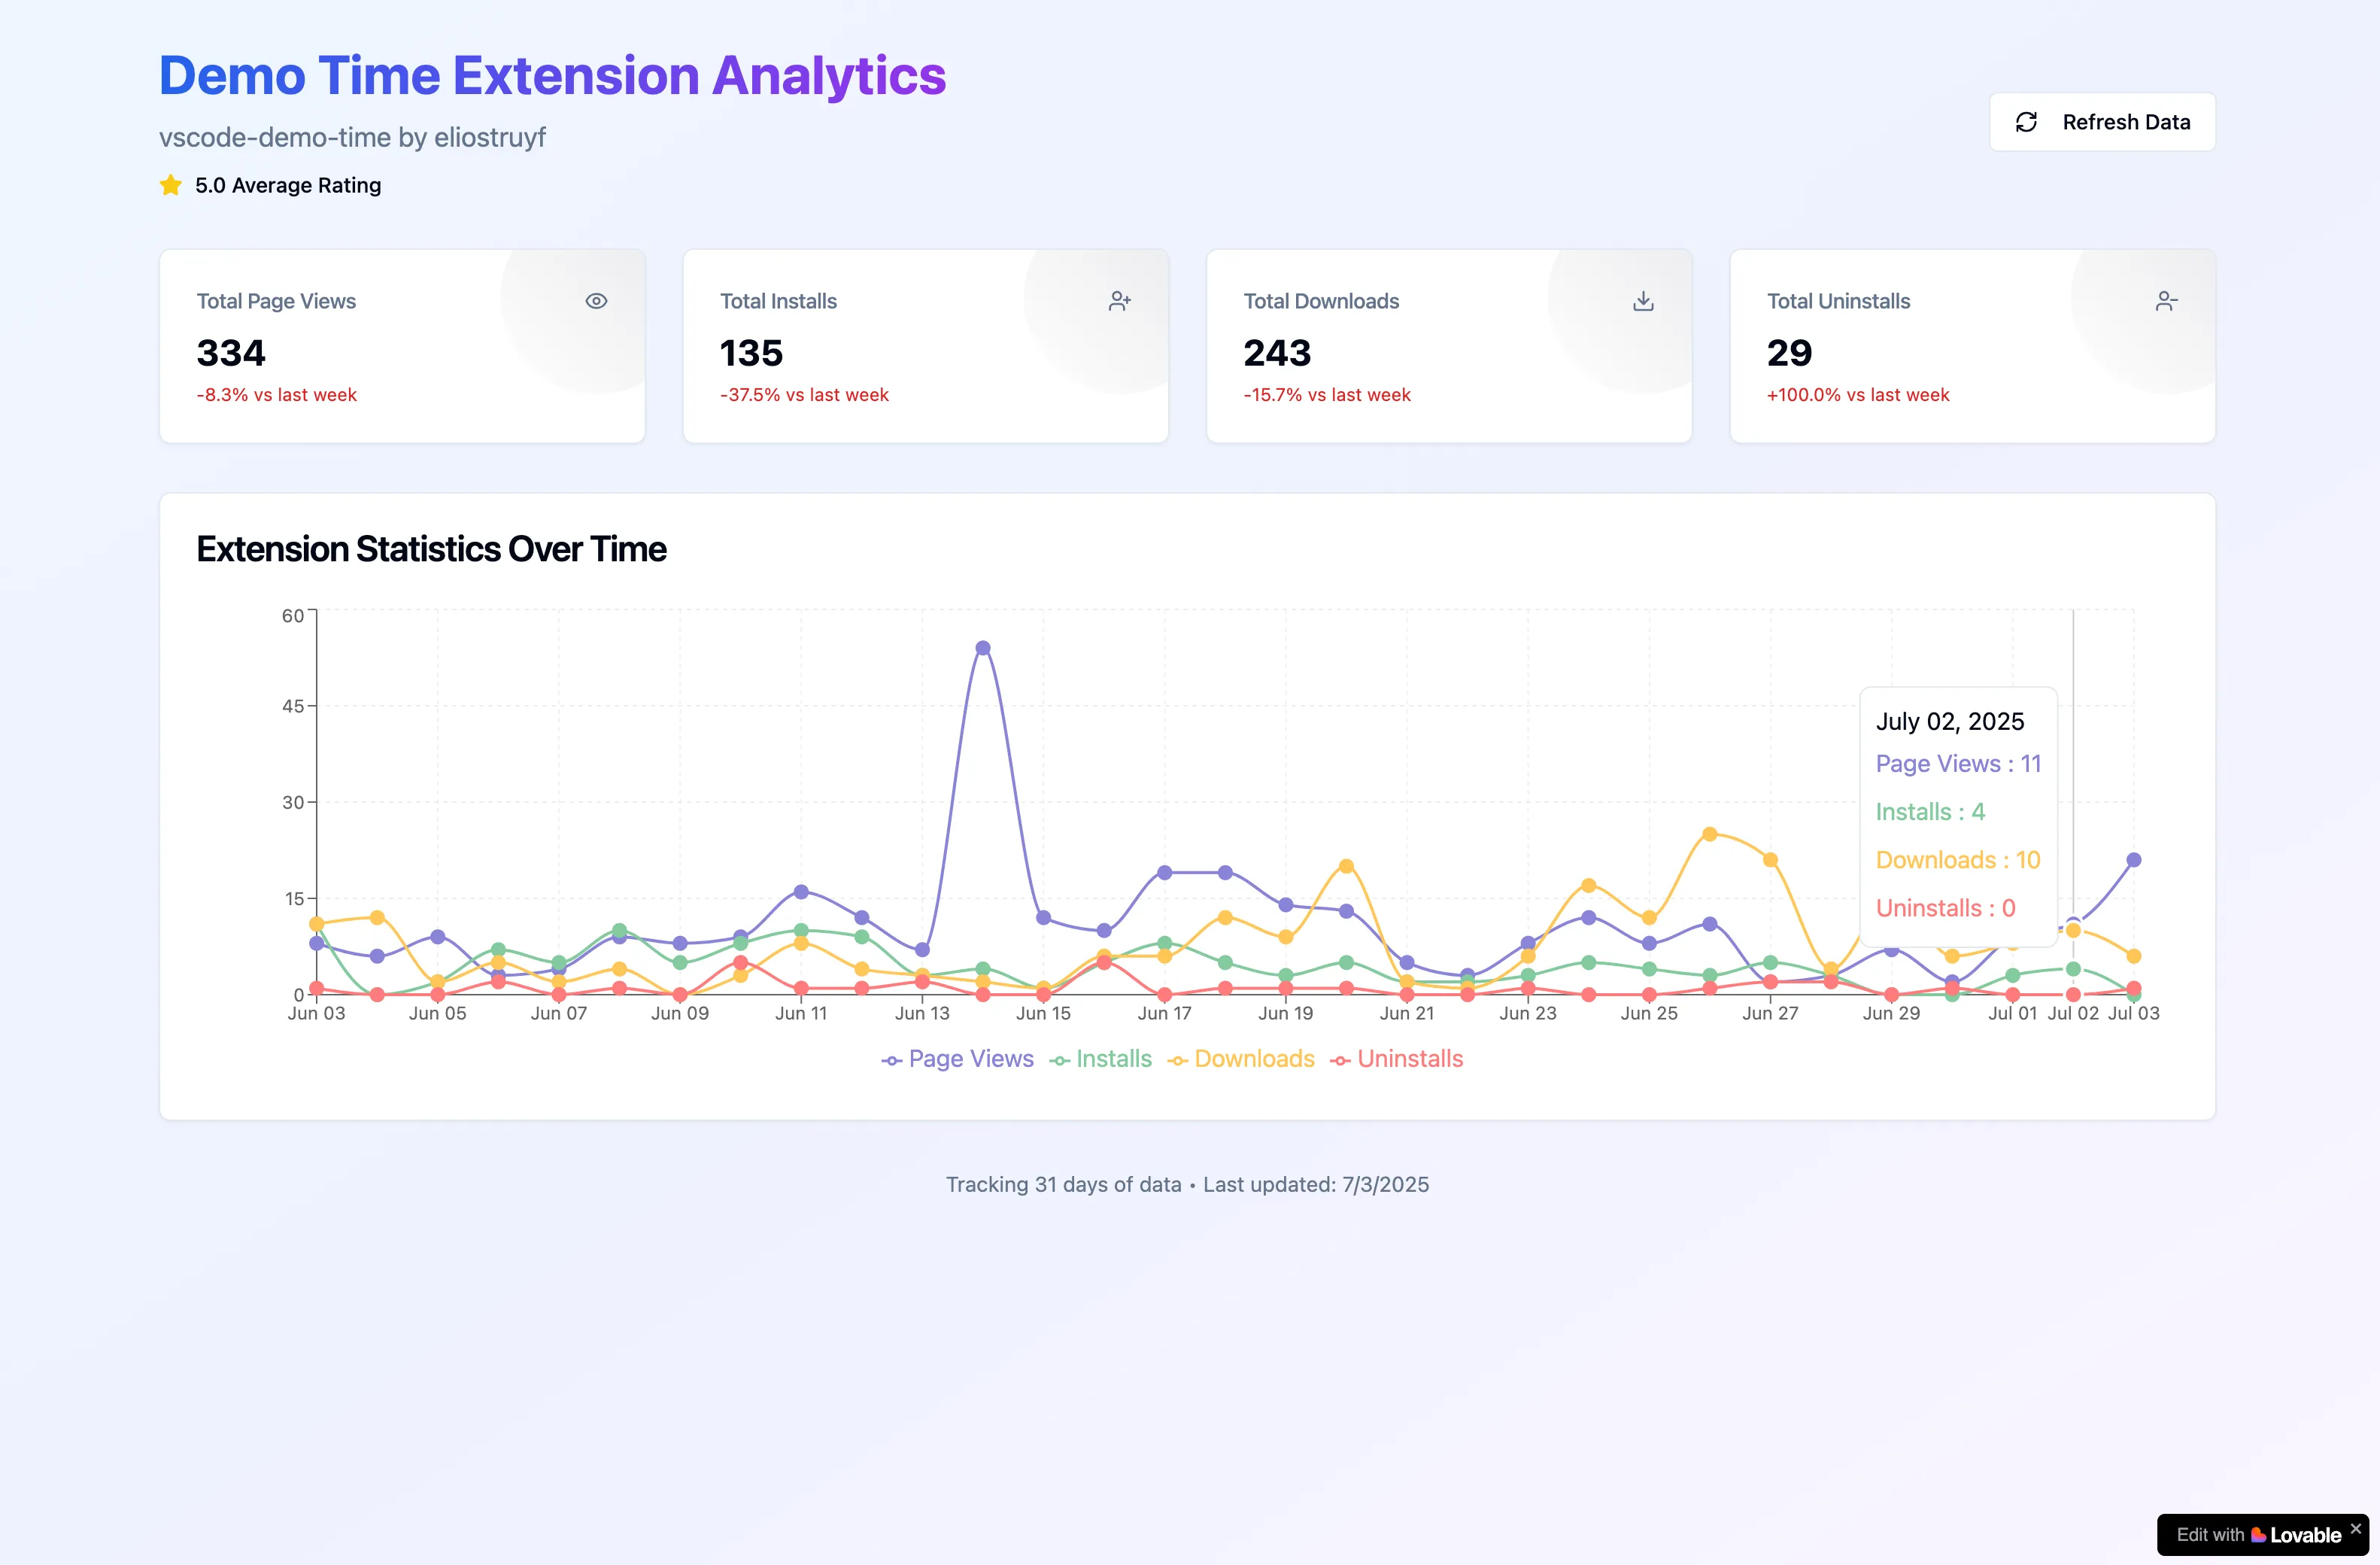 Demo Time Extension Analytics
vscode-demo-time by eliostruyf
5.0 Average Rating
Refresh Data
Total Page Views
334
-8.3% vs last week
Total Installs
135
-37.5% vs last week
Total Downloads
243
-15.7% vs last week
Total Uninstalls
29
+100.0% vs last week
Extension Statistics Over Time
60
45
30
15
0
July 02, 2025
Page Views : 11
Installs : 4
Downloads : 10
Uninstalls : 0
Jun 03 Jun 05 Jun 07 Jun 09 Jun 11 Jun 13 Jun 15 Jun 17 Jun 19 Jun 21 Jun 23 Jun 25 Jun 27 Jun 29 Jul 01 Jul 02 Jul 03
Page Views Installs Downloads Uninstalls
Tracking 31 days of data • Last updated: 7/3/2025
Edit with Lovable ×